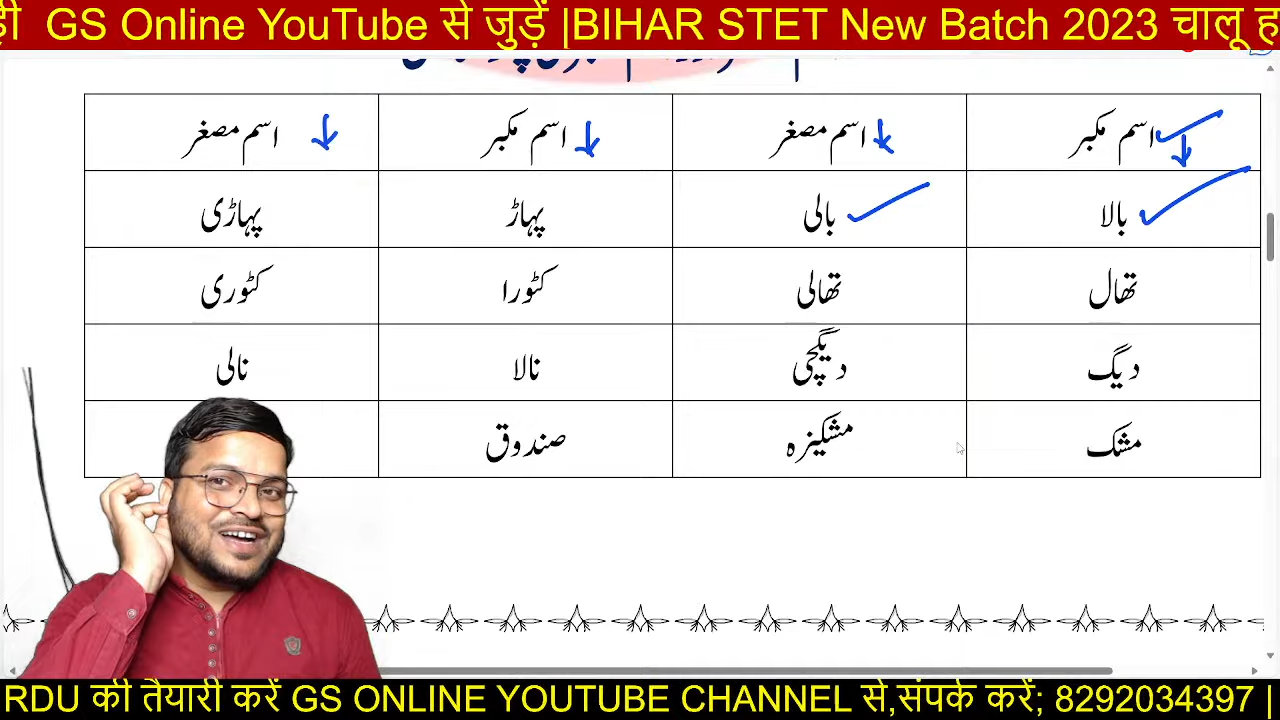 GS Online YouTube से जुड़ें |BIHAR STET New Batch 2023 चालू
اسم مکبر اسم مصغر اسم مکبر اسم مصغر
بالا بالی پہاڑ پہاڑی
تھال تھالی کٹورا کٹوری
دیگ دیگچی نالا نالی
مشک مشکیزہ صندوق
RDU की तैयारी करें GS ONLINE YOUTUBE CHANNEL से,संपर्क करें; 8292034397 |